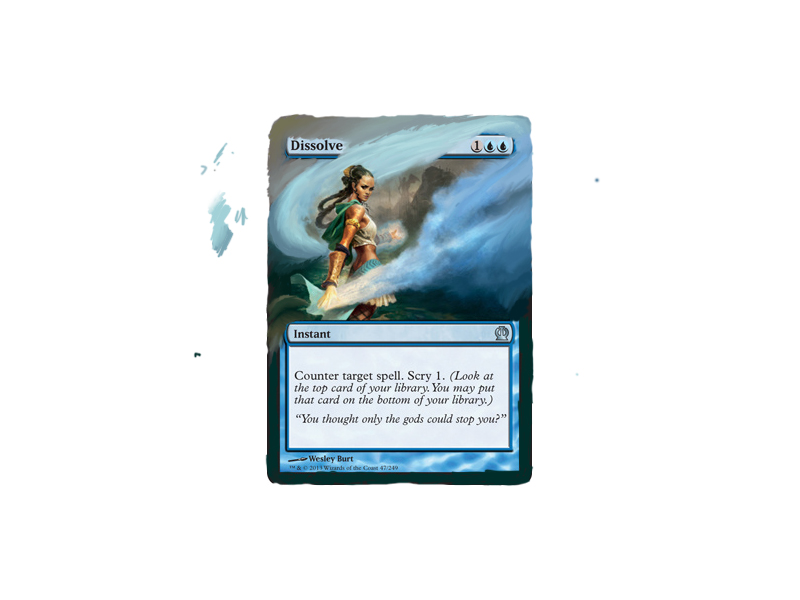 Dissolve 1
Instant
Counter target spell. Scry 1. (Look at
the top card of your library. You may put
that card on the bottom of your library.)
“You thought only the gods could stop you?”
Wesley Burt
™ & © 2013 Wizards of the Coast 47/249